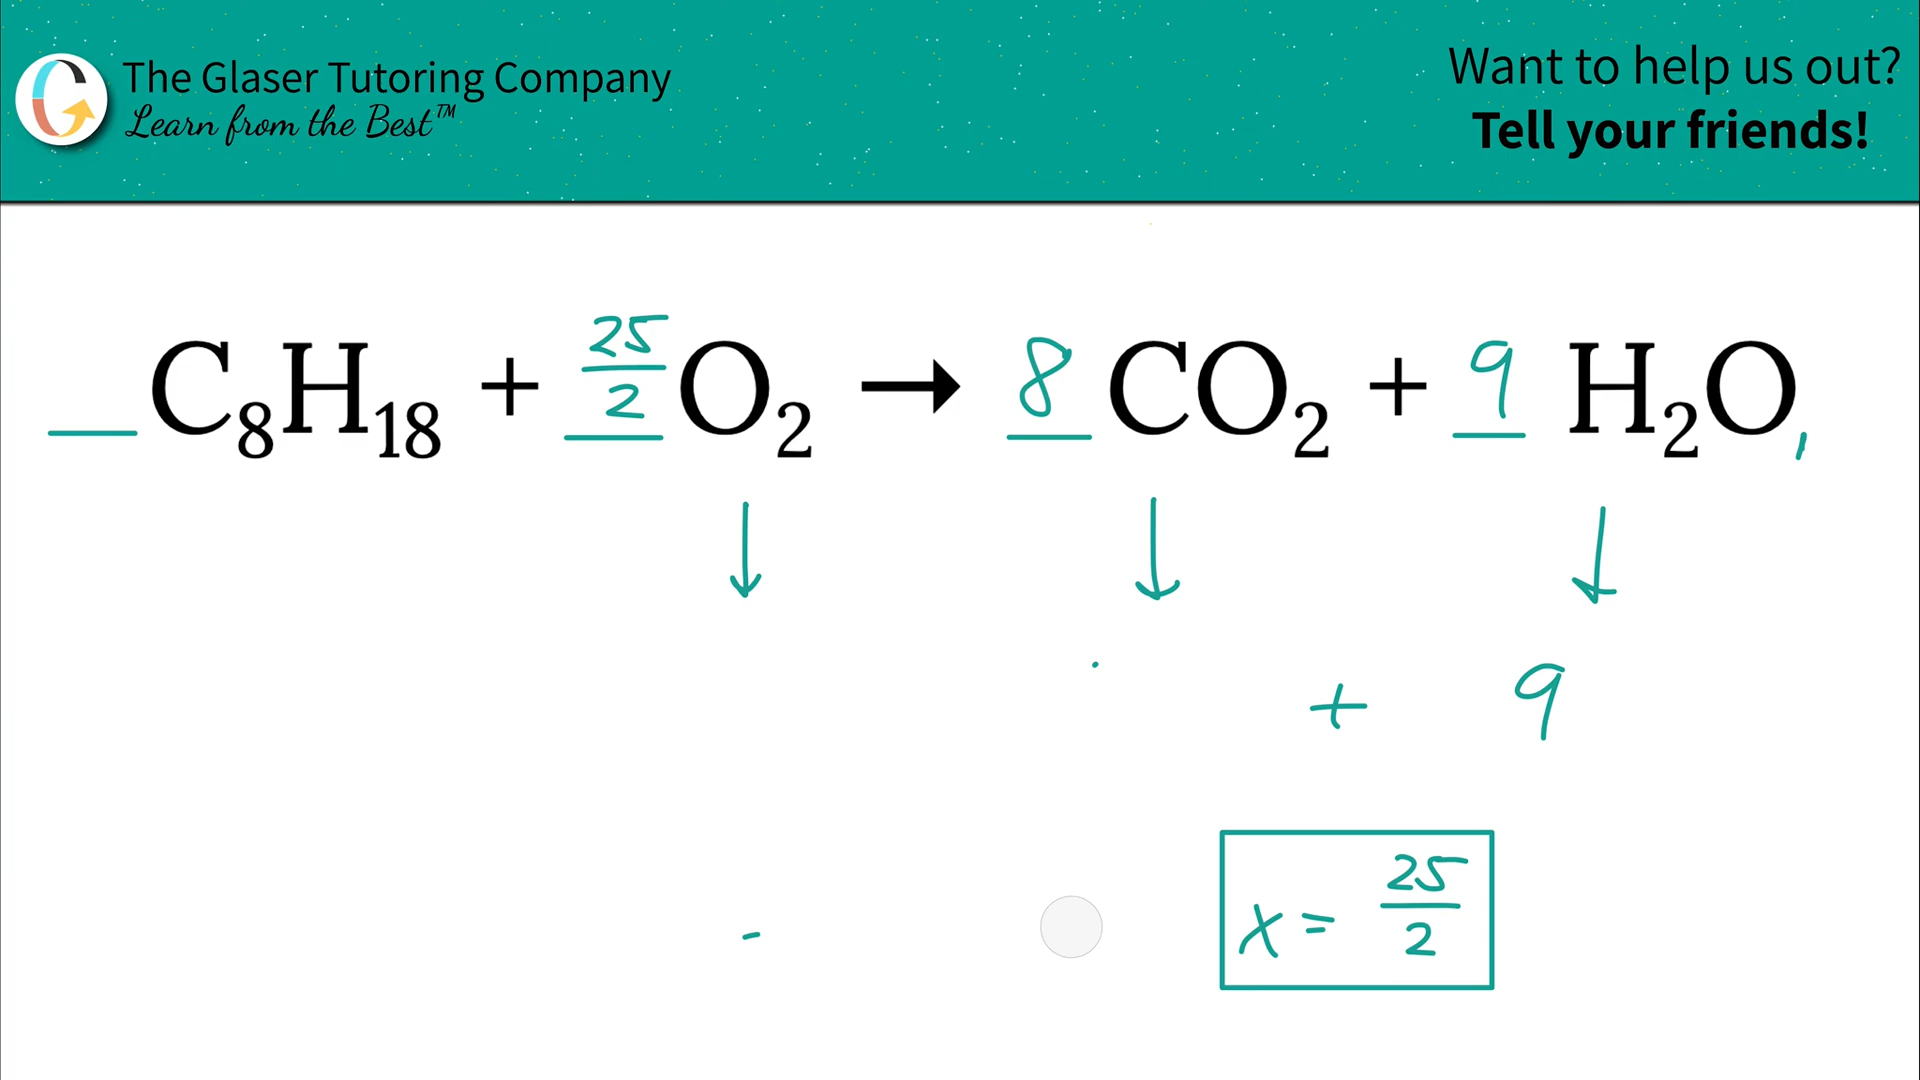 The Glaser Tutoring Company
Learn from the Best™
Want to help us out?
Tell your friends!
_C₈H₁₈ + 25/2 O₂ → 8 CO₂ + 9 H₂O,
+ 9
x = 25/2